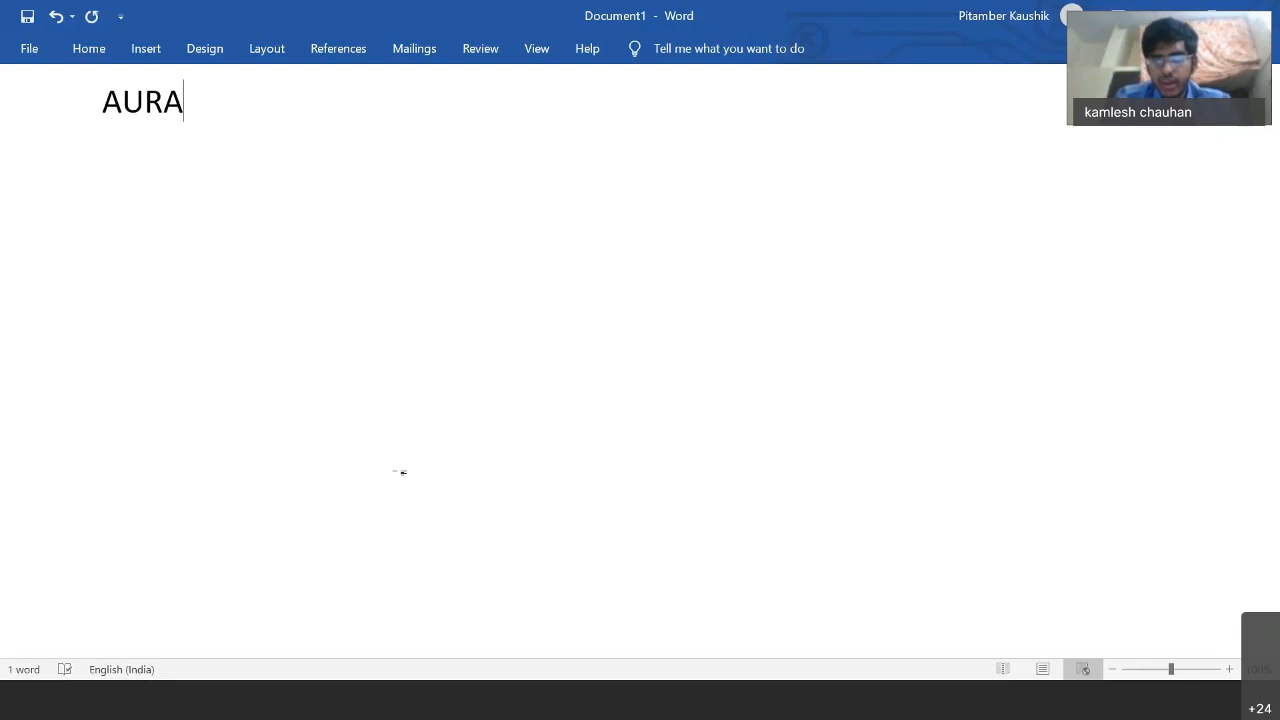 Document1 - Word
Pitamber Kaushik
File Home Insert Design Layout References Mailings Review View Help Tell me what you want to do
kamlesh chauhan
AURA
1 word English (India)
100%
+24